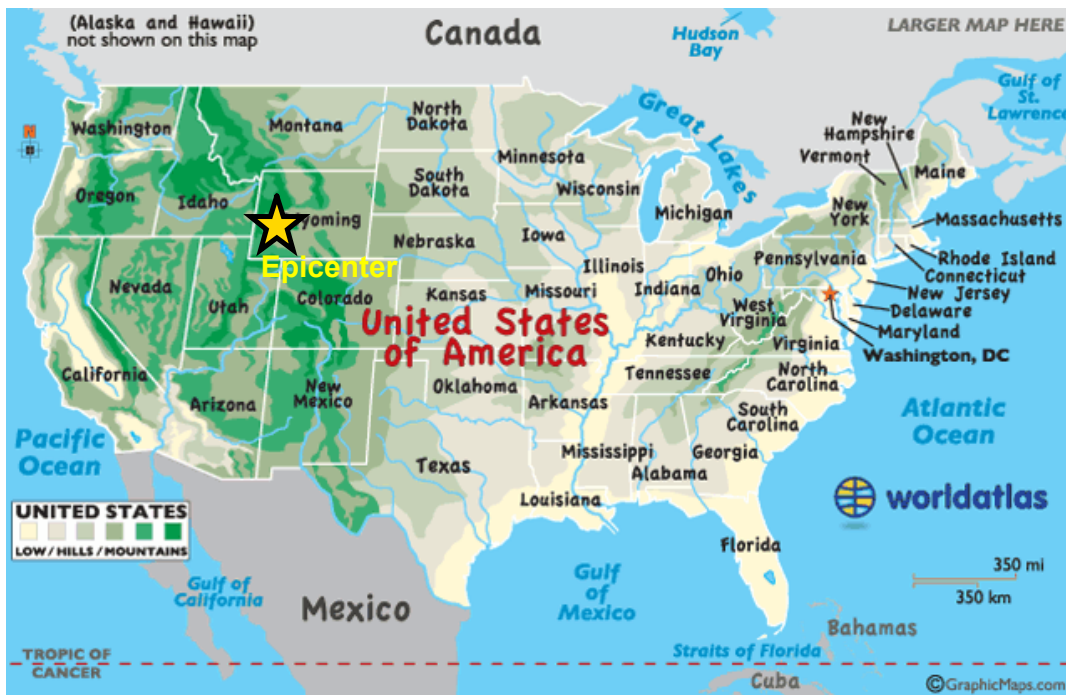 (Alaska and Hawaii)
not shown on this map
Canada
Hudson
Bay
LARGER MAP HERE
Gulf of
St.
Lawrence
N
Great Lakes
Washington
Montana
North
Dakota
Minnesota
New
Hampshire
Vermont
Maine
Oregon
Idaho
South
Dakota
Wisconsin
Michigan
New
York
Massachusetts
yoming
Epicenter
Nebraska
Iowa
Illinois
Indiana
Ohio
Pennsylvania
Rhode Island
Connecticut
New Jersey
Delaware
Maryland
Washington, DC
Nevada
Utah
Colorado
Kansas
Missouri
West
Virginia
Virginia
Kentucky
United States
of America
California
Arizona
New
Mexico
Oklahoma
Arkansas
Tennessee
North
Carolina
South
Carolina
Pacific
Ocean
Atlantic
Ocean
Texas
Louisiana
Mississippi
Alabama
Georgia
Florida
worldatlas
UNITED STATES
LOW / HILLS / MOUNTAINS
Gulf of
California
Mexico
Gulf
of
Mexico
350 mi
350 km
Bahamas
Straits of Florida
TROPIC OF
CANCER
Cuba
©GraphicMaps.com